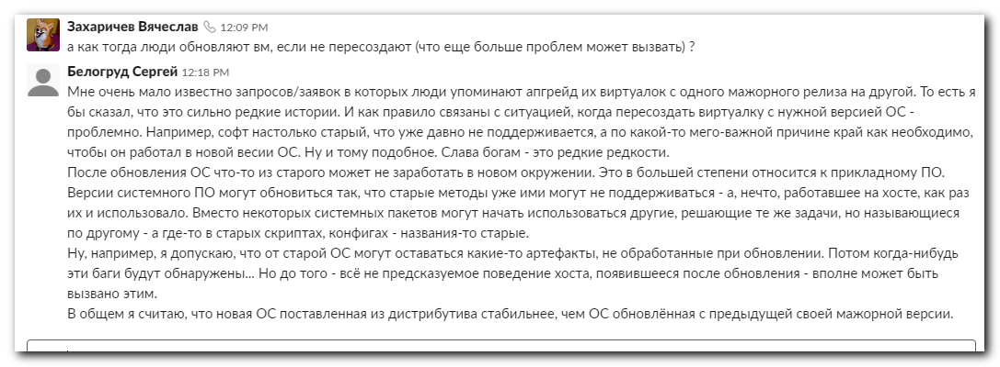 Захаричев Вячеслав 12:09 PM
а как тогда люди обновляют вм, если не пересоздают (что еще больше проблем может вызвать) ?
Белогруд Сергей 12:18 PM
Мне очень мало известно запросов/заявок в которых люди упоминают апгрейд их виртуалок с одного мажорного релиза на другой. То есть я
бы сказал, что это сильно редкие истории. И как правило связаны с ситуацией, когда пересоздать виртуалку с нужной версией ОС -
проблемно. Например, софт настолько старый, что уже давно не поддерживается, а по какой-то мего-важной причине край как необходимо,
чтобы он работал в новой весии ОС. Ну и тому подобное. Слава богам - это редкие редкости.
После обновления ОС что-то из старого может не заработать в новом окружении. Это в большей степени относится к прикладному ПО.
Версии системного ПО могут обновиться так, что старые методы уже ими могут не поддерживаться - а, нечто, работавшее на хосте, как раз
их и использовало. Вместо некоторых системных пакетов могут начать использоваться другие, решающие те же задачи, но называющиеся
по другому - а где-то в старых скриптах, конфигах - названия-то старые.
Ну, например, я допускаю, что от старой ОС могут оставаться какие-то артефакты, не обработанные при обновлении. Потом когда-нибудь
эти баги будут обнаружены... Но до того - всё не предсказуемое поведение хоста, появившееся после обновления - вполне может быть
вызвано этим.
В общем я считаю, что новая ОС поставленная из дистрибутива стабильнее, чем ОС обновлённая с предыдущей своей мажорной версии.